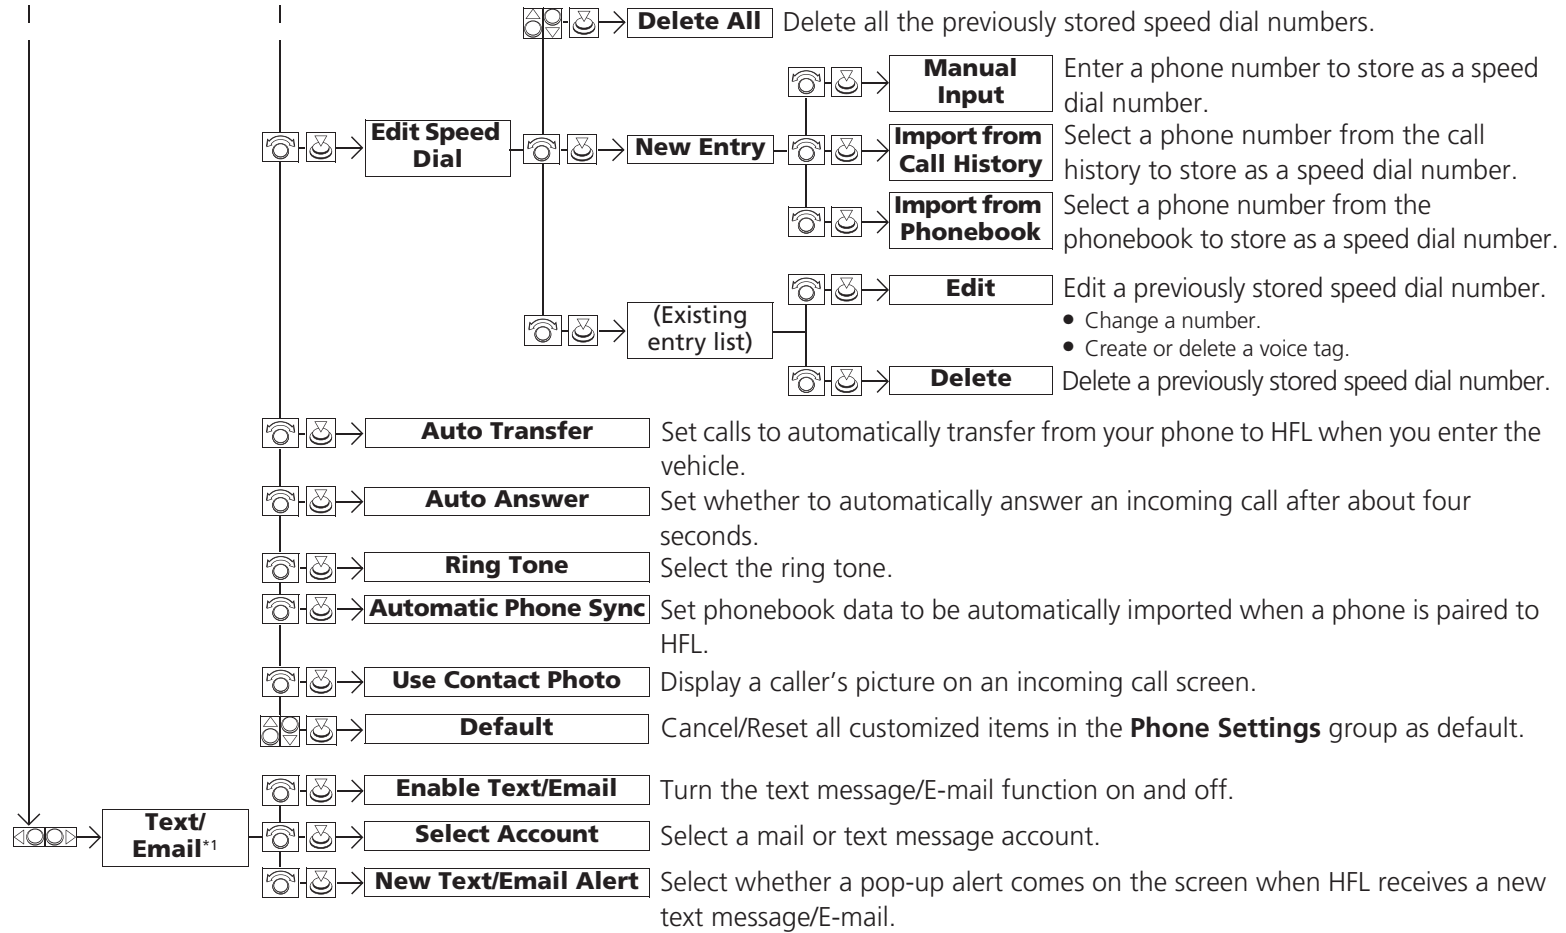 Delete All
Delete all the previously stored speed dial numbers.
Manual
Input
Enter a phone number to store as a speed
dial number.
Edit Speed
Dial
New Entry
Import from
Call History
Select a phone number from the call
history to store as a speed dial number.
Import from
Phonebook
Select a phone number from the
phonebook to store as a speed dial number.
(Existing
entry list)
Edit
Edit a previously stored speed dial number.
• Change a number.
• Create or delete a voice tag.
Delete
Delete a previously stored speed dial number.
Auto Transfer
Set calls to automatically transfer from your phone to HFL when you enter the
vehicle.
Auto Answer
Set whether to automatically answer an incoming call after about four
seconds.
Ring Tone
Select the ring tone.
Automatic Phone Sync
Set phonebook data to be automatically imported when a phone is paired to
HFL.
Use Contact Photo
Display a caller’s picture on an incoming call screen.
Default
Cancel/Reset all customized items in the Phone Settings group as default.
Text/
Email*1
Enable Text/Email
Turn the text message/E-mail function on and off.
Select Account
Select a mail or text message account.
New Text/Email Alert
Select whether a pop-up alert comes on the screen when HFL receives a new
text message/E-mail.